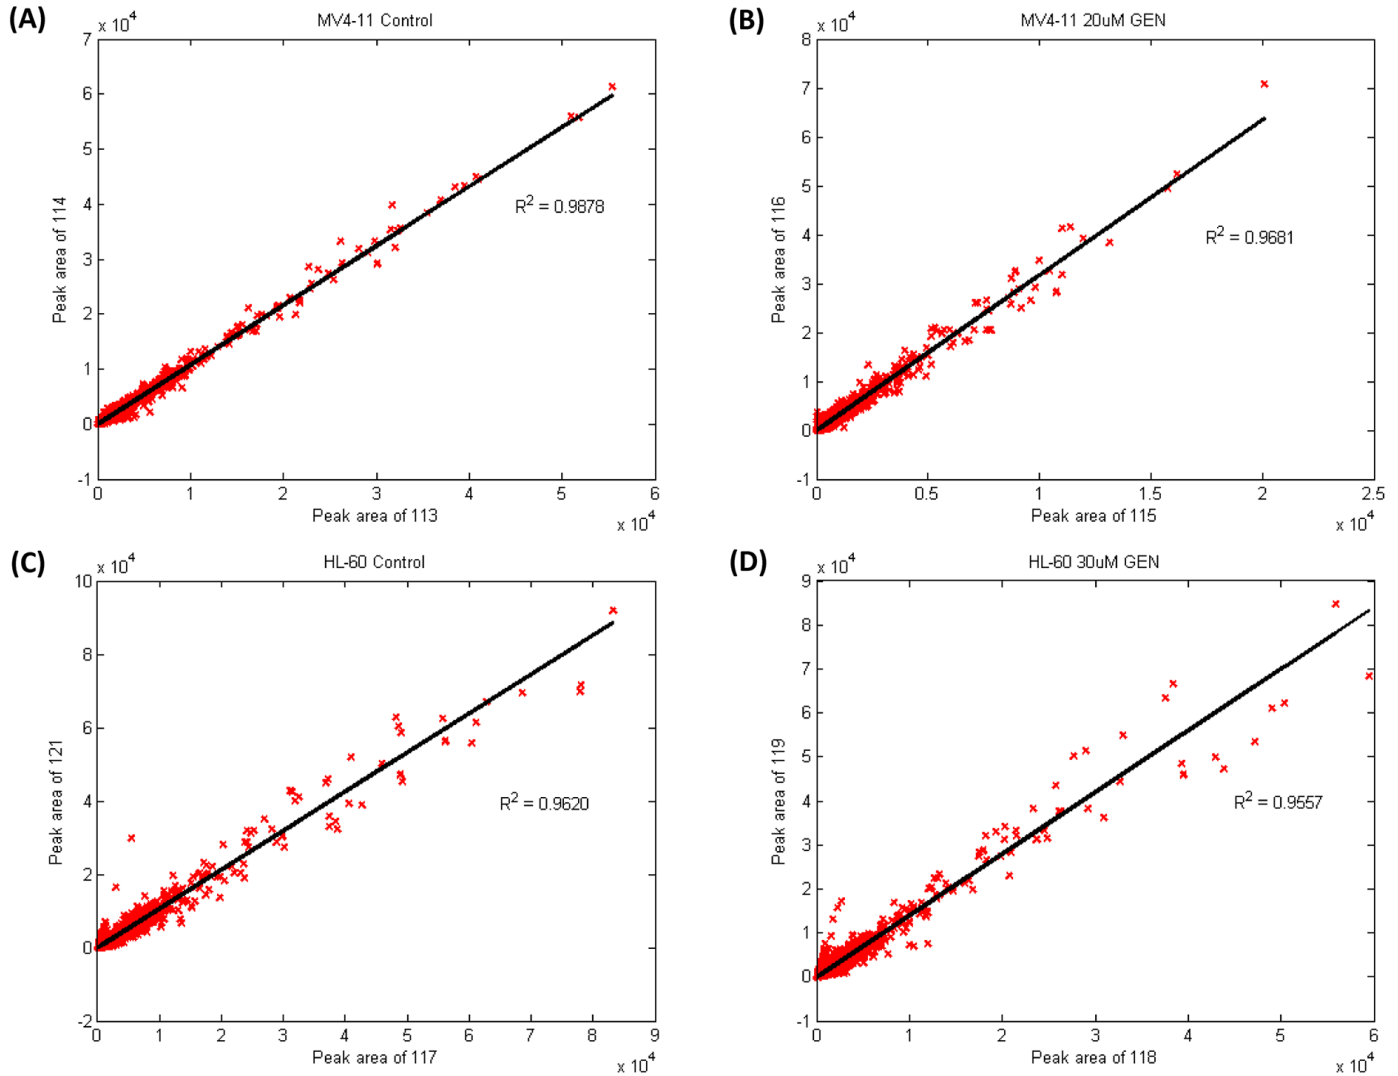 (A)
MV4-11 Control
x 10^4
7
6
5
4
3
2
1
0
-1
Peak area of 114
R^2 = 0.9878
0 1 2 3 4 5 6
Peak area of 113
x 10^4
(B)
MV4-11 20uM GEN
x 10^4
8
7
6
5
4
3
2
1
0
-1
Peak area of 116
R^2 = 0.9681
0 0.5 1 1.5 2 2.5
Peak area of 115
x 10^4
(C)
HL-60 Control
x 10^4
10
8
6
4
2
0
-2
Peak area of 121
R^2 = 0.9620
0 1 2 3 4 5 6 7 8 9
Peak area of 117
x 10^4
(D)
HL-60 30uM GEN
x 10^4
9
8
7
6
5
4
3
2
1
0
-1
Peak area of 119
R^2 = 0.9557
0 1 2 3 4 5 6
Peak area of 118
x 10^4